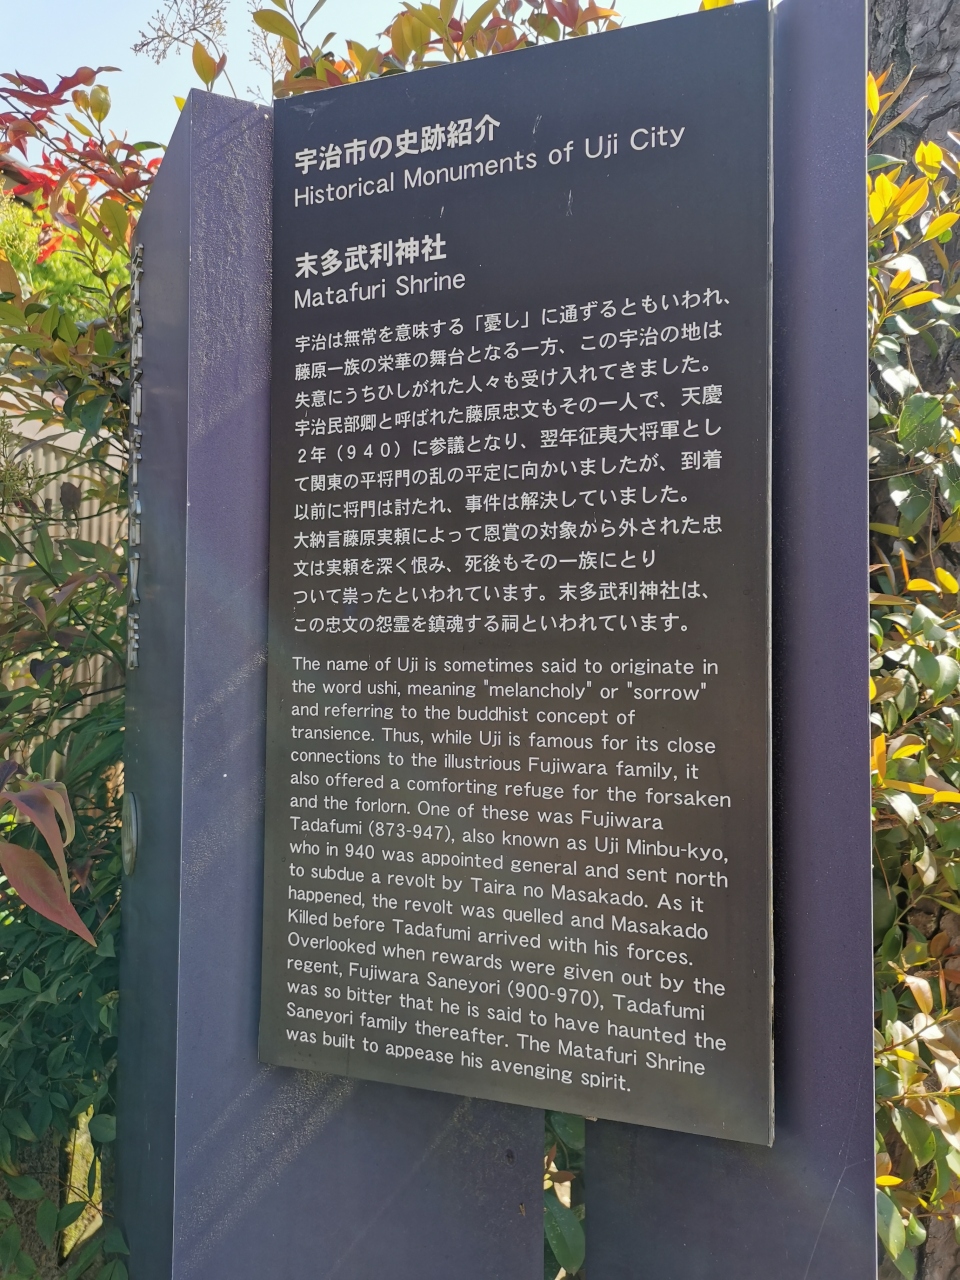 宇治市の史跡紹介
Historical Monuments of Uji City
末多武利神社
Matafuri Shrine
宇治は無常を意味する「憂し」に通ずるともいわれ、
藤原一族の栄華の舞台となる一方、この宇治の地は
失意にうちひしがれた人々も受け入れてきました。
宇治民部卿と呼ばれた藤原忠文もその一人で、天慶
2年（940）に参議となり、翌年征夷大将軍とし
て関東の平将門の乱の平定に向かいましたが、到着
以前に将門は討たれ、事件は解決していました。
大納言藤原実頼によって恩賞の対象から外された忠
文は実頼を深く恨み、死後もその一族にとり
ついて祟ったといわれています。末多武利神社は、
この忠文の怨霊を鎮魂する祠といわれています。
The name of Uji is sometimes said to originate in
the word ushi, meaning "melancholy" or "sorrow"
and referring to the buddhist concept of
transience. Thus, while Uji is famous for its close
connections to the illustrious Fujiwara family, it
also offered a comforting refuge for the forsaken
and the forlorn. One of these was Fujiwara
Tadafumi (873-947), also known as Uji Minbu-kyo,
who in 940 was appointed general and sent north
to subdue a revolt by Taira no Masakado. As it
happened, the revolt was quelled and Masakado
Killed before Tadafumi arrived with his forces.
Overlooked when rewards were given out by the
regent, Fujiwara Saneyori (900-970), Tadafumi
was so bitter that he is said to have haunted the
Saneyori family thereafter. The Matafuri Shrine
was built to appease his avenging spirit.